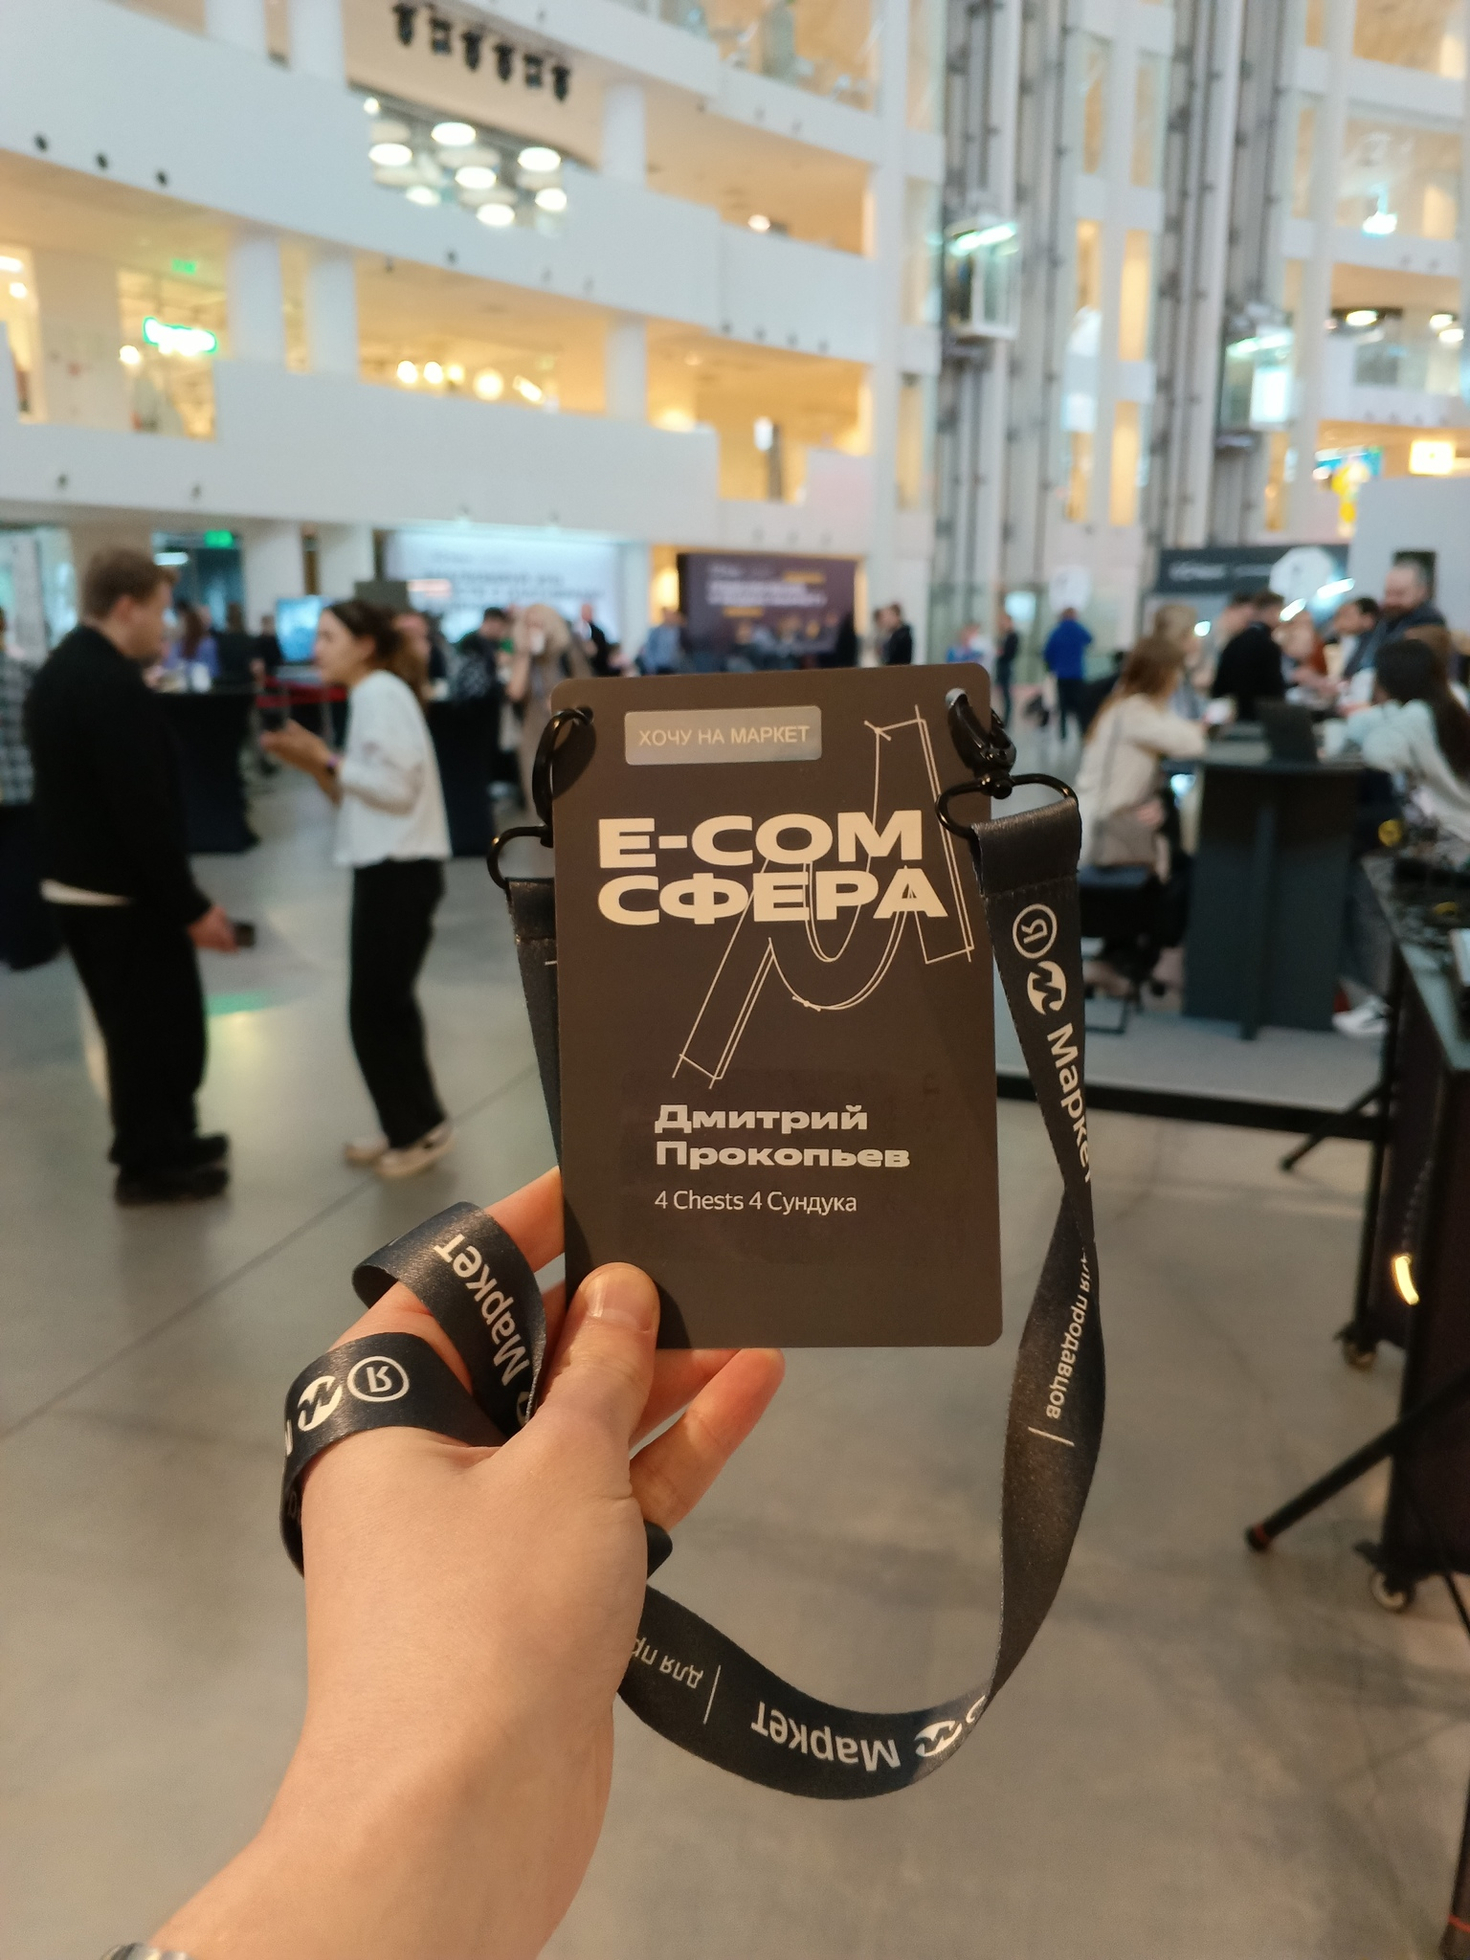 ХОЧУ НА МАРКЕТ
E-COM
СФЕРА
Дмитрий
Прокопьев
4 Chests 4 Сундука
Я Маркет
для продавцов |
Маркет
Я
Маркет
| для пр